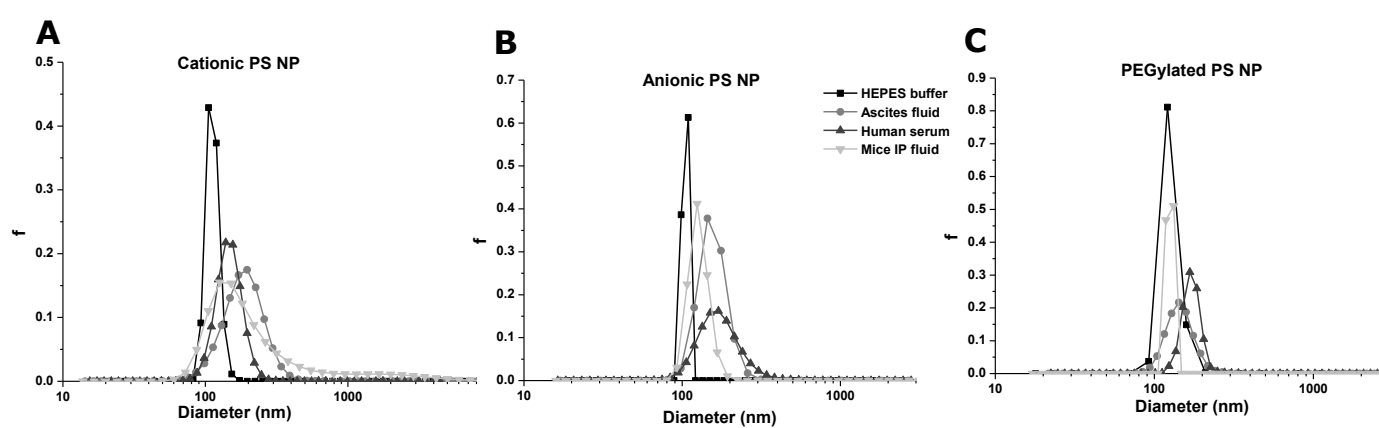 A
Cationic PS NP
0.5
0.4
0.3
0.2
0.1
0.0
f
10
100
1000
Diameter (nm)
B
Anionic PS NP
0.7
0.6
0.5
0.4
0.3
0.2
0.1
0.0
f
10
100
1000
Diameter (nm)
HEPES buffer
Ascites fluid
Human serum
Mice IP fluid
C
PEGylated PS NP
0.9
0.8
0.7
0.6
0.5
0.4
0.3
0.2
0.1
0.0
f
10
100
1000
Diameter (nm)